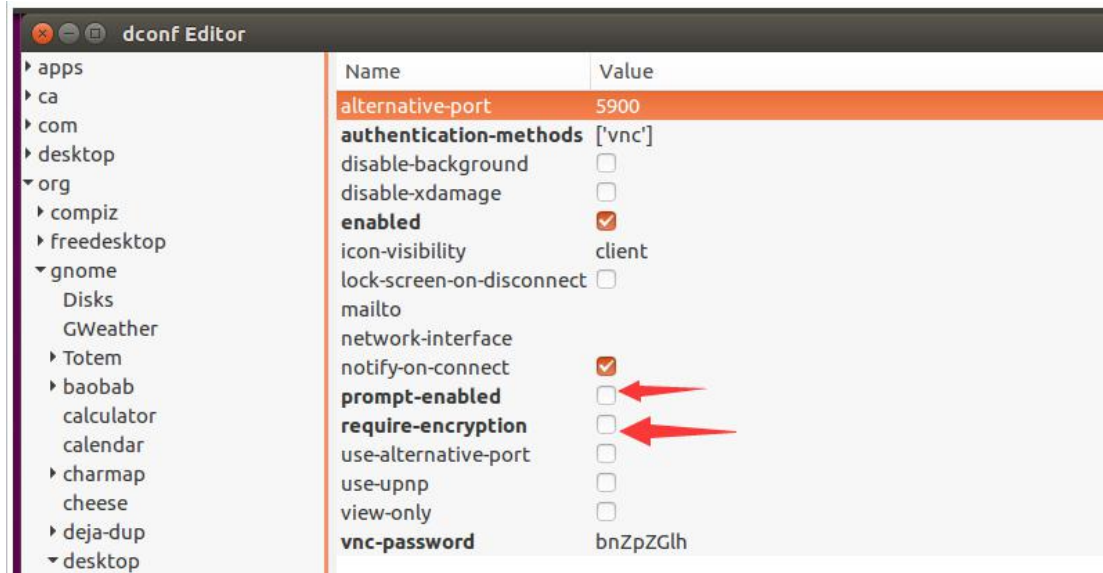 dconf Editor
apps
ca
com
desktop
org
compiz
freedesktop
gnome
Disks
GWeather
Totem
baobab
calculator
calendar
charmap
cheese
deja-dup
desktop
Name Value
alternative-port 5900
authentication-methods ['vnc']
disable-background
disable-xdamage
enabled
icon-visibility client
lock-screen-on-disconnect
mailto
network-interface
notify-on-connect
prompt-enabled
require-encryption
use-alternative-port
use-upnp
view-only
vnc-password bnZpZGlh